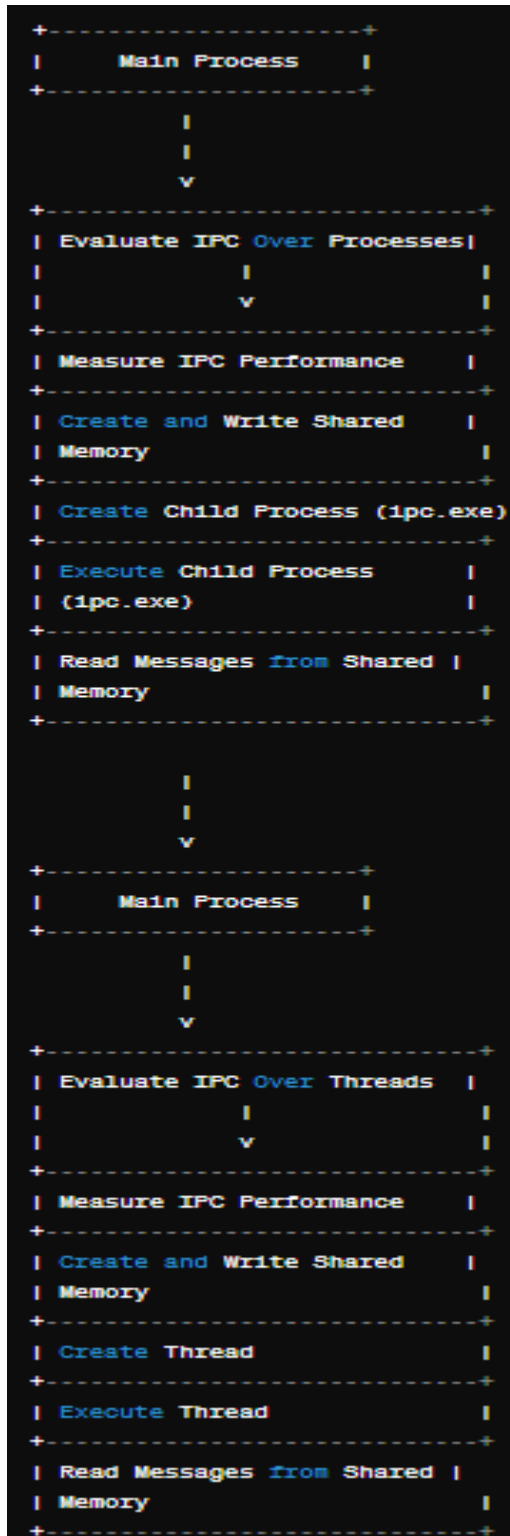 +---------------------+
|     Main Process    |
+---------------------+
|
|
v
+-----------------------------+
| Evaluate IPC Over Processes|
|             |               |
|             v               |
+-----------------------------+
| Measure IPC Performance    |
+-----------------------------+
| Create and Write Shared    |
| Memory                      |
+-----------------------------+
| Create Child Process (ipc.exe)
+-----------------------------+
| Execute Child Process      |
| (ipc.exe)                  |
+-----------------------------+
| Read Messages from Shared |
| Memory                      |
+-----------------------------+
|
|
v
+---------------------+
|     Main Process    |
+---------------------+
|
|
v
+-----------------------------+
| Evaluate IPC Over Threads  |
|             |               |
|             v               |
+-----------------------------+
| Measure IPC Performance    |
+-----------------------------+
| Create and Write Shared    |
| Memory                      |
+-----------------------------+
| Create Thread               |
+-----------------------------+
| Execute Thread              |
+-----------------------------+
| Read Messages from Shared |
| Memory                      |
+-----------------------------+